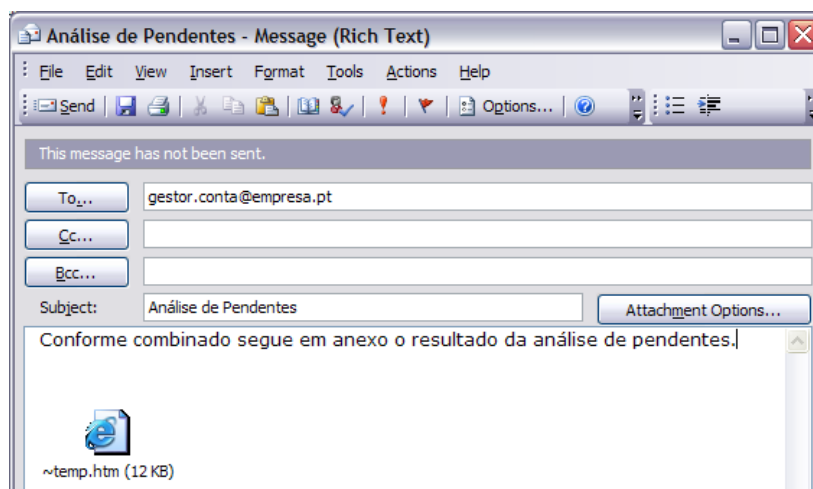 Análise de Pendentes - Message (Rich Text)
File Edit View Insert Format Tools Actions Help
Send Options...
This message has not been sent.
To... gestor.conta@empresa.pt
Cc...
Bcc...
Subject: Análise de Pendentes Attachment Options...
Conforme combinado segue em anexo o resultado da análise de pendentes.
~temp.htm (12 KB)